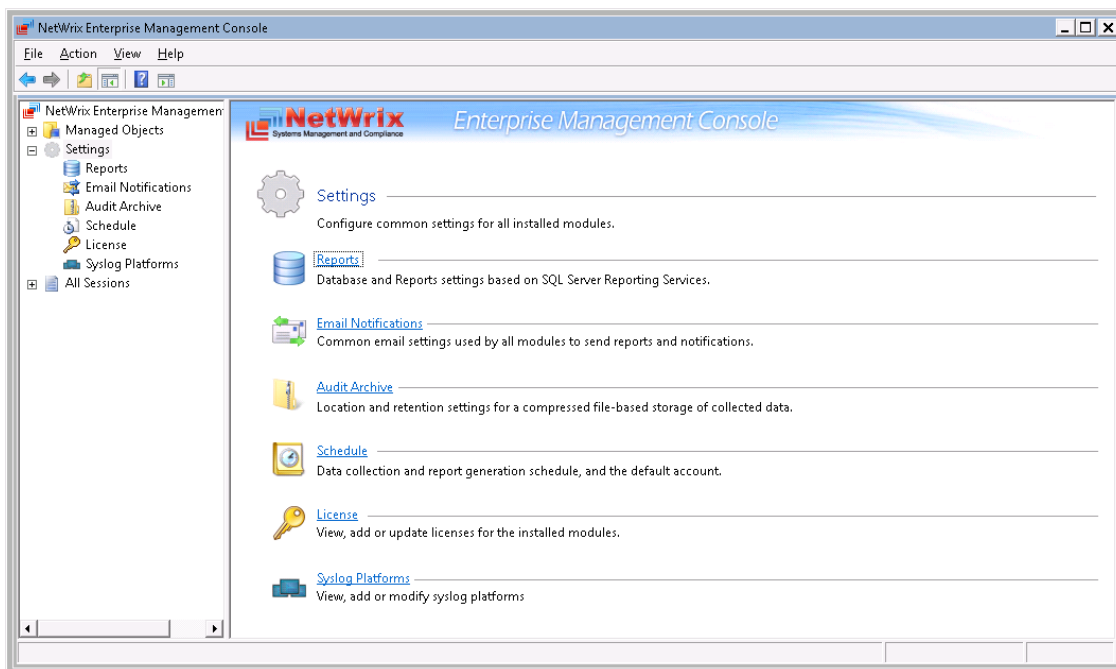 NetWrix Enterprise Management Console
File Action View Help
NetWrix Enterprise Managemen
Managed Objects
Settings
Reports
Email Notifications
Audit Archive
Schedule
License
Syslog Platforms
All Sessions
NetWrix
Systems Management and Compliance
Enterprise Management Console
Settings
Configure common settings for all installed modules.
Reports
Database and Reports settings based on SQL Server Reporting Services.
Email Notifications
Common email settings used by all modules to send reports and notifications.
Audit Archive
Location and retention settings for a compressed file-based storage of collected data.
Schedule
Data collection and report generation schedule, and the default account.
License
View, add or update licenses for the installed modules.
Syslog Platforms
View, add or modify syslog platforms